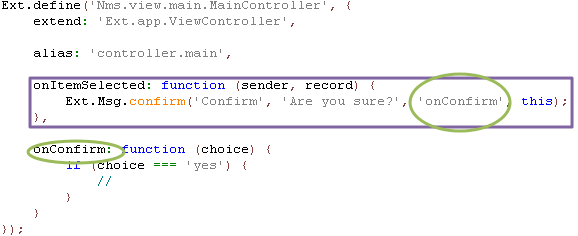 Ext.define('Nms.view.main.MainController', {
    extend: 'Ext.app.ViewController',
    alias: 'controller.main',
    onItemSelected: function (sender, record) {
        Ext.Msg.confirm('Confirm', 'Are you sure?', 'onConfirm', this);
    },
    onConfirm: function (choice) {
        if (choice === 'yes') {
            //
        }
    }
});